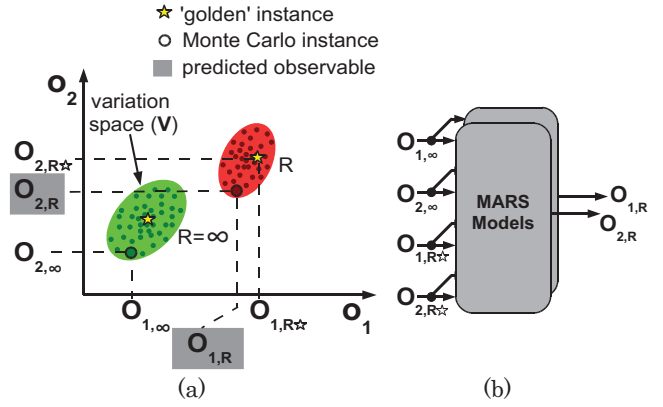 'golden' instance
Monte Carlo instance
predicted observable
o2
variation
space (V)
O2,R☆
R
O2,R
R=∞
O2,∞
O1,∞
O1,R☆
o1
O1,R
(a)
O1,∞
O2,∞
O1,R☆
O2,R☆
MARS
Models
O1,R
O2,R
(b)